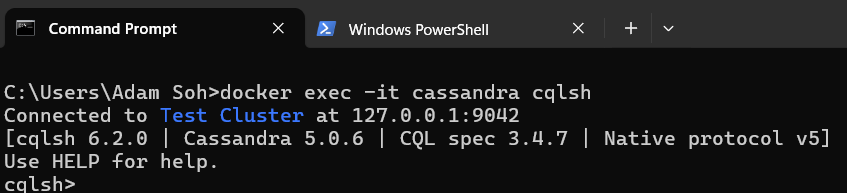 Command Prompt
Windows PowerShell
C:\Users\Adam Soh>docker exec -it cassandra cqlsh
Connected to Test Cluster at 127.0.0.1:9042
[cqlsh 6.2.0 | Cassandra 5.0.6 | CQL spec 3.4.7 | Native protocol v5]
Use HELP for help.
cqlsh>